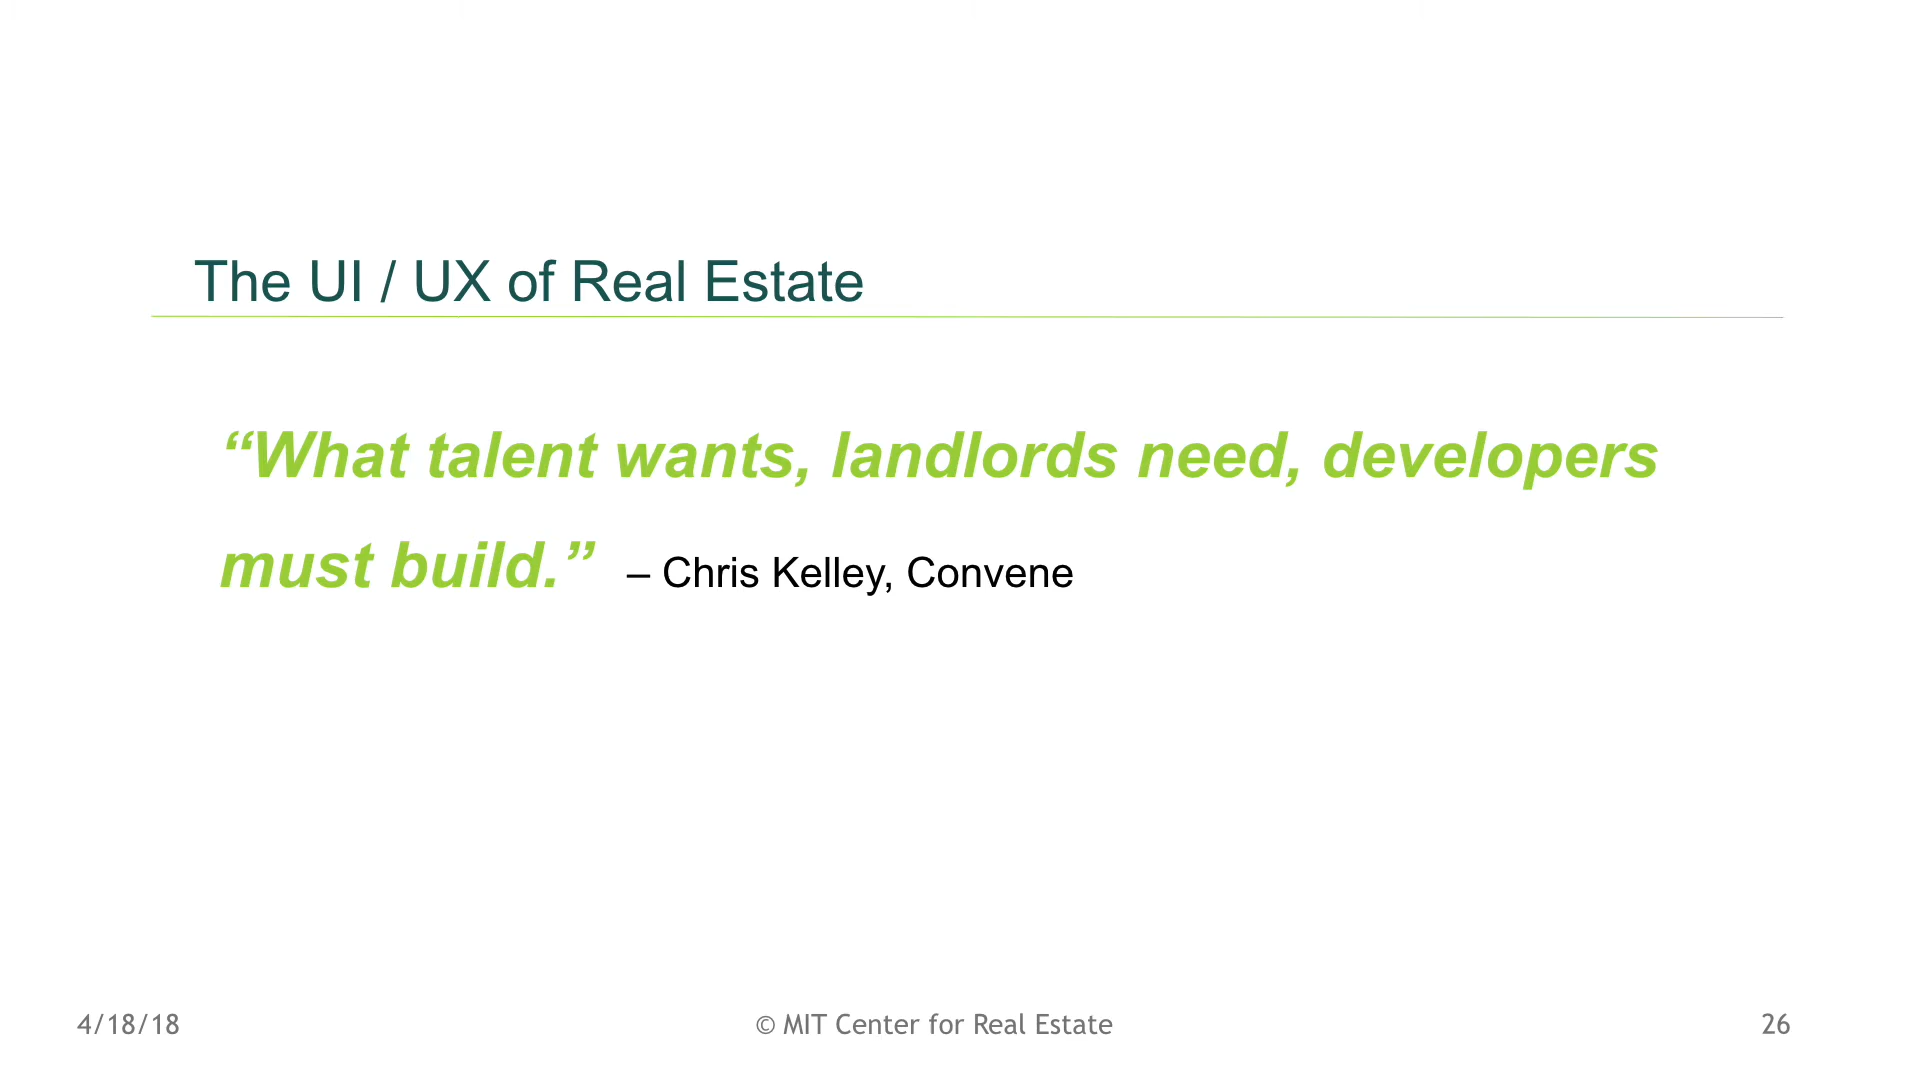 The UI / UX of Real Estate
“What talent wants, landlords need, developers
must build.” – Chris Kelley, Convene
4/18/18
© MIT Center for Real Estate
26